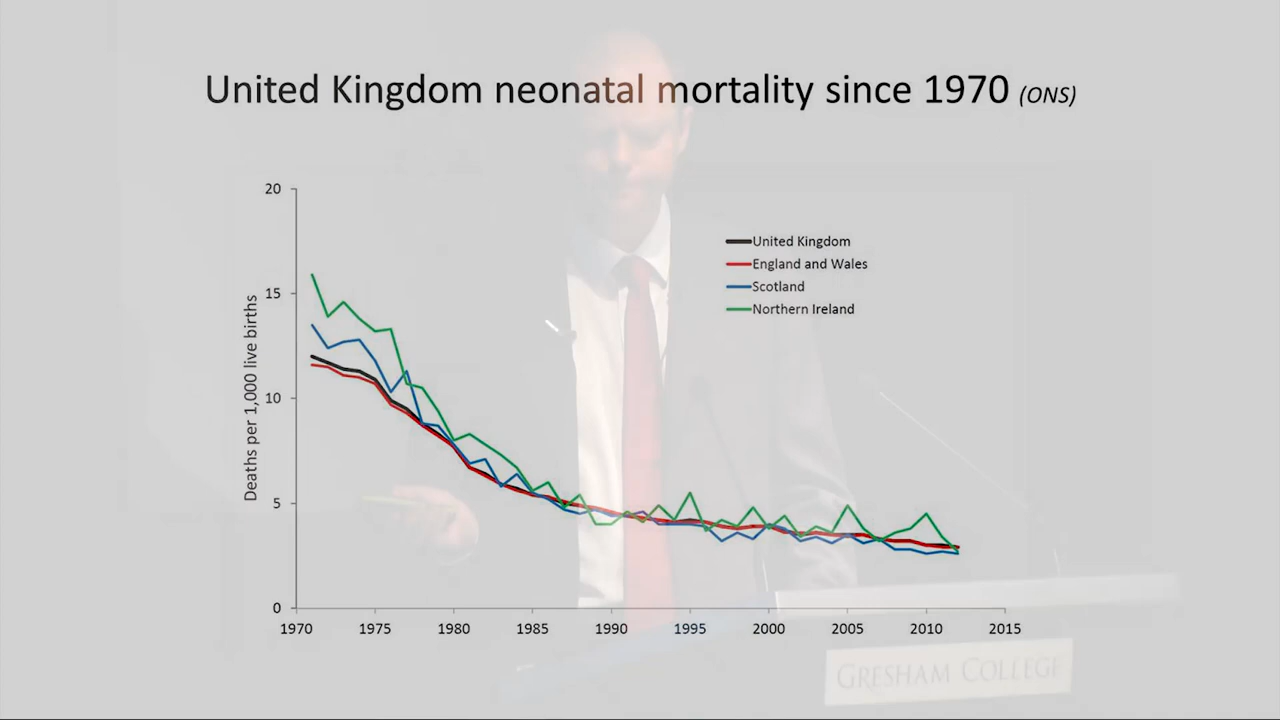 United Kingdom neonatal mortality since 1970 (ONS)
20
15
10
5
0
Deaths per 1,000 live births
United Kingdom
England and Wales
Scotland
Northern Ireland
1970 1975 1980 1985 1990 1995 2000 2005 2010 2015
GRESHAM COLLEGE